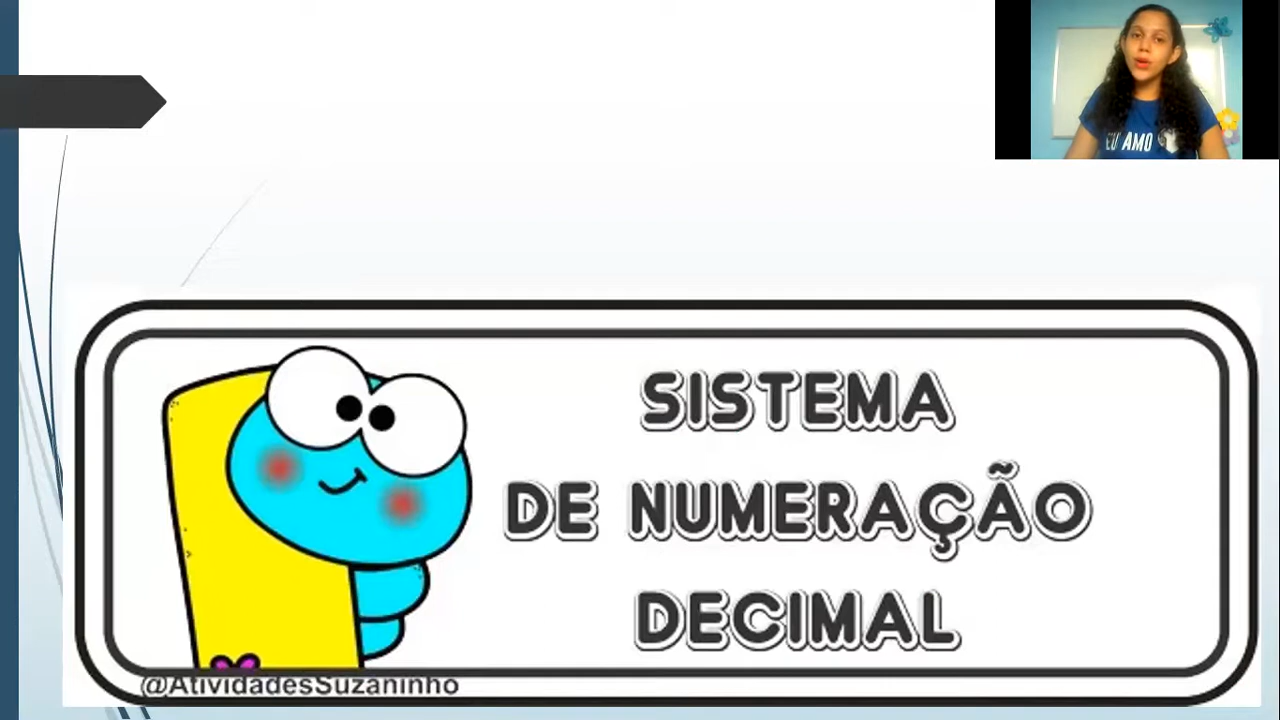 EU AMO
SISTEMA
DE NUMERAÇÃO
DECIMAL
@AtividadesSuzaninho